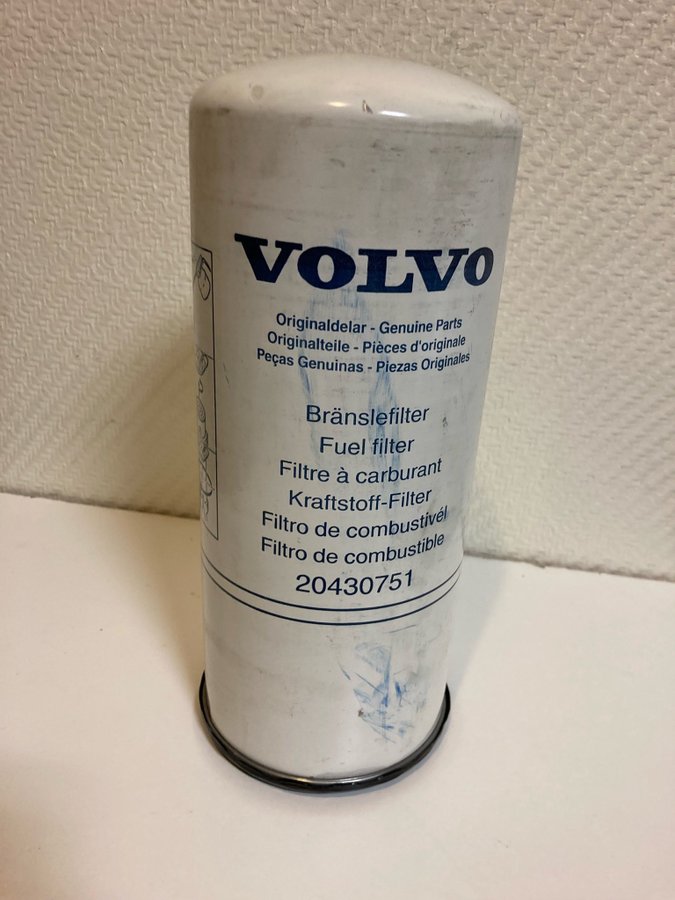 VOLVO
Originaldelar - Genuine Parts
Originalteile - Pièces d'originale
Peças Genuinas - Piezas Originales
Bränslefilter
Fuel filter
Filtre à carburant
Kraftstoff-Filter
Filtro de combustivél
Filtro de combustible
20430751